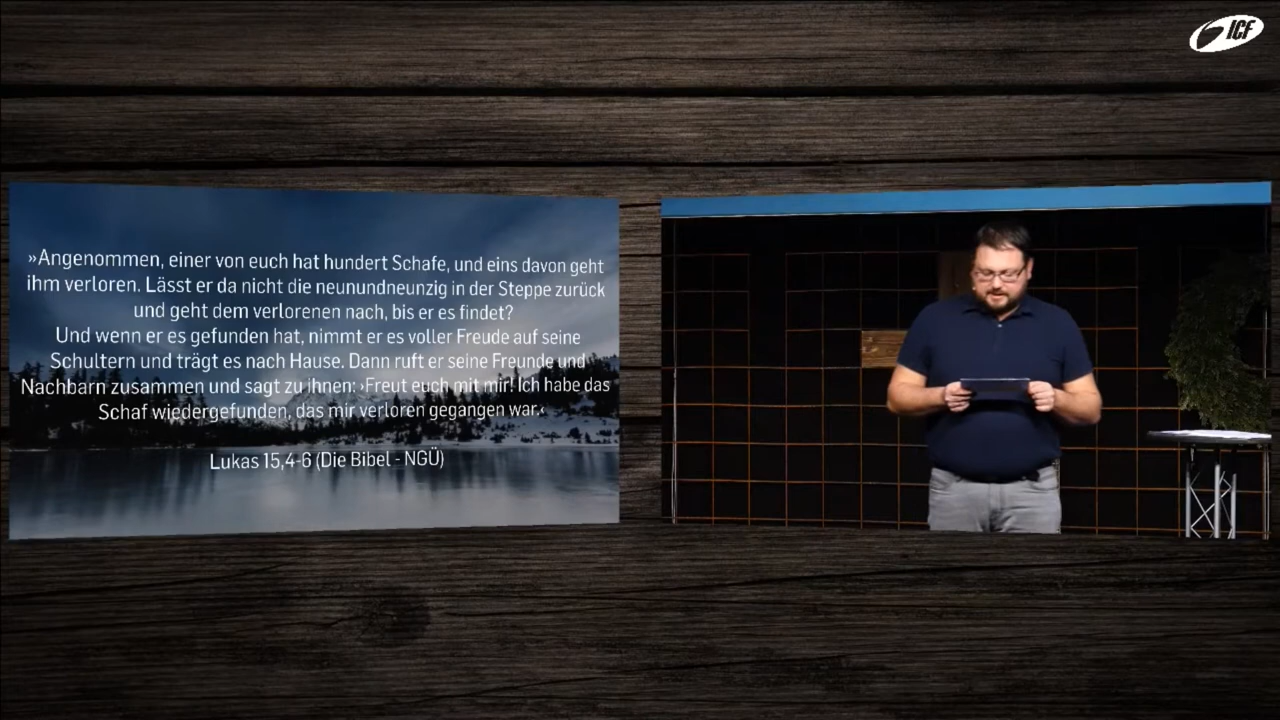 ICF
»Angenommen, einer von euch hat hundert Schafe, und eins davon geht
ihm verloren. Lässt er da nicht die neunundneunzig in der Steppe zurück
und geht dem verlorenen nach, bis er es findet?
Und wenn er es gefunden hat, nimmt er es voller Freude auf seine
Schultern und trägt es nach Hause. Dann ruft er seine Freunde und
Nachbarn zusammen und sagt zu ihnen: ›Freut euch mit mir! Ich habe das
Schaf wiedergefunden, das mir verloren gegangen war.‹
Lukas 15,4-6 (Die Bibel - NGÜ)